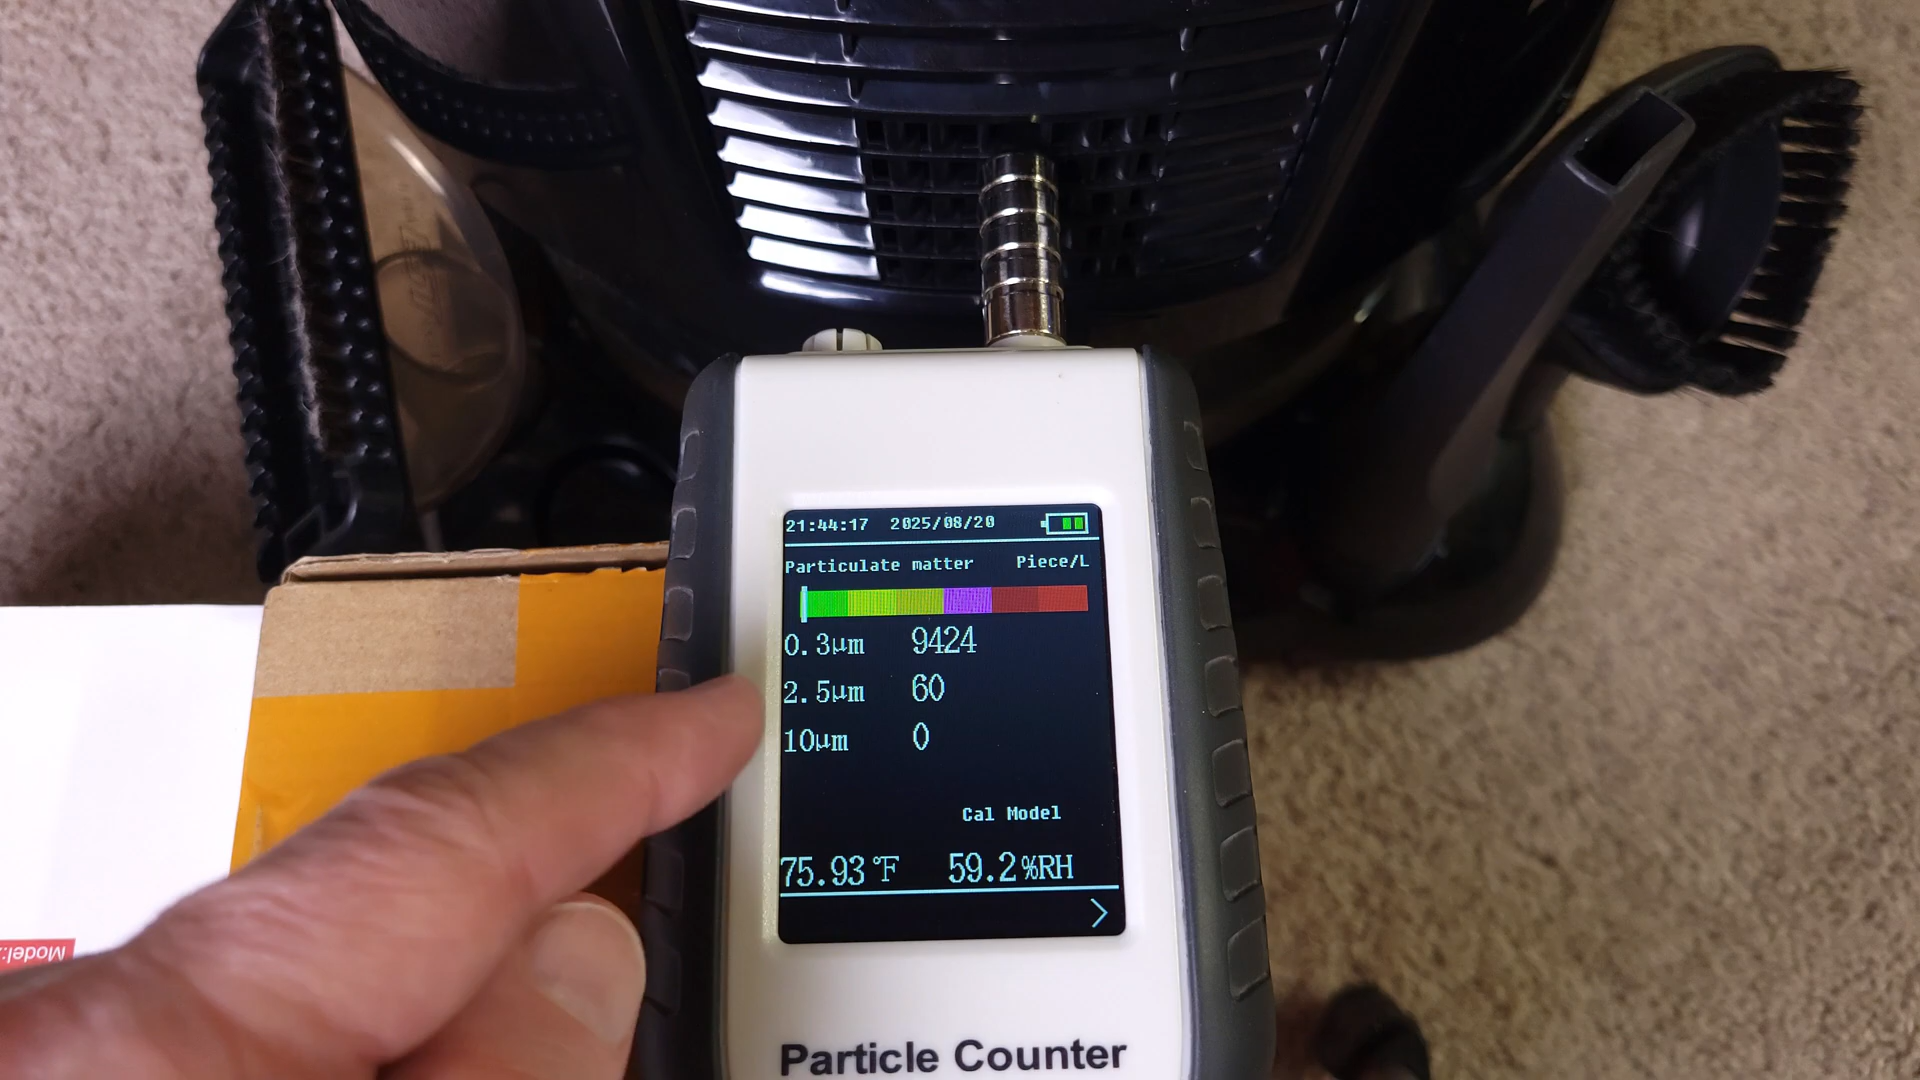 21:44:17 2025/08/20
Particulate matter Piece/L
0.3µm 9424
2.5µm 60
10µm 0
Cal Model
75.93 °F 59.2 %RH
>
Particle Counter
Model: